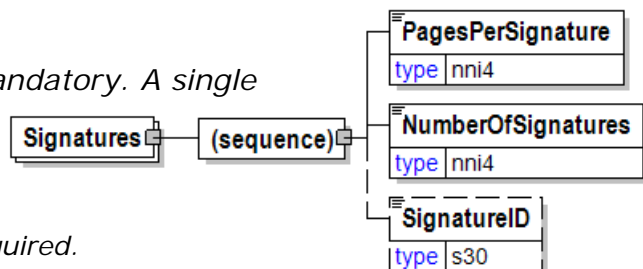 PagesPerSignature
type nni4
andatory. A single
NumberOfSignatures
Signatures (sequence)
type nni4
SignatureID
uired.
type s30